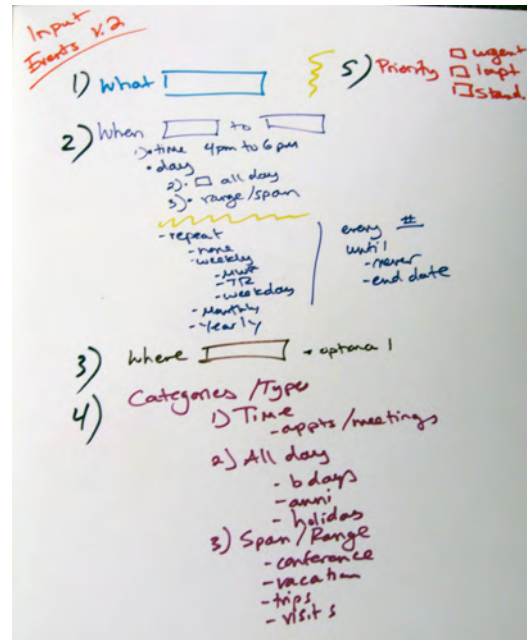 Input
Events v.2
1) What
2) When to
1) • time 4pm to 6pm
• day
2) • all day
3) • range/span
- repeat
- none
- weekly
- MWF
- TR
- weekday
- Monthly
- Yearly
every #
until
- never
- end date
3) Where optional
4) Categories / Types
1) Time
- appts/meetings
2) All day
- b days
- anni
- holidas
3) Span/Range
- conference
- vacation
- trips
- visits
5) Priority
urgent
Impt
Stand